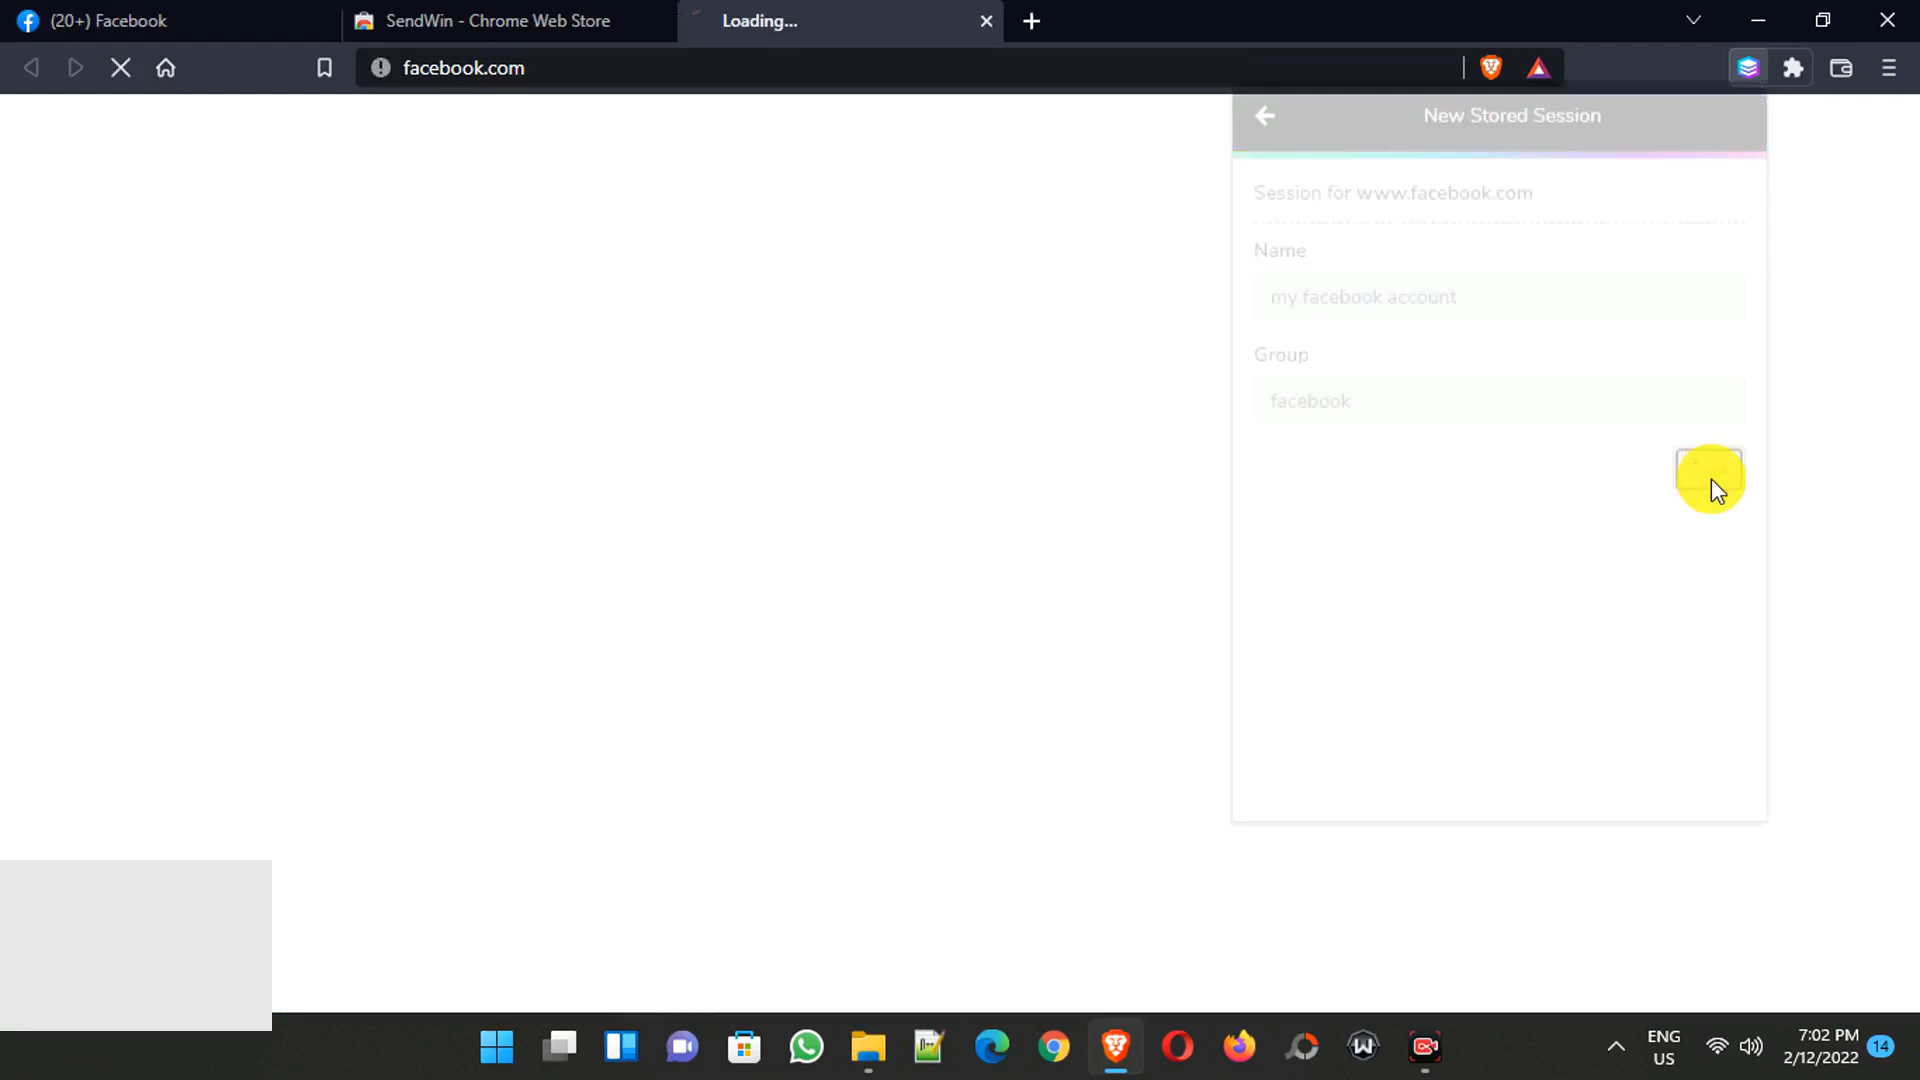 (20+) Facebook
SendWin - Chrome Web Store
Loading...
facebook.com
New Stored Session
Session for www.facebook.com
Name
my facebook account
Group
facebook
ENG
US
7:02 PM
2/12/2022
14